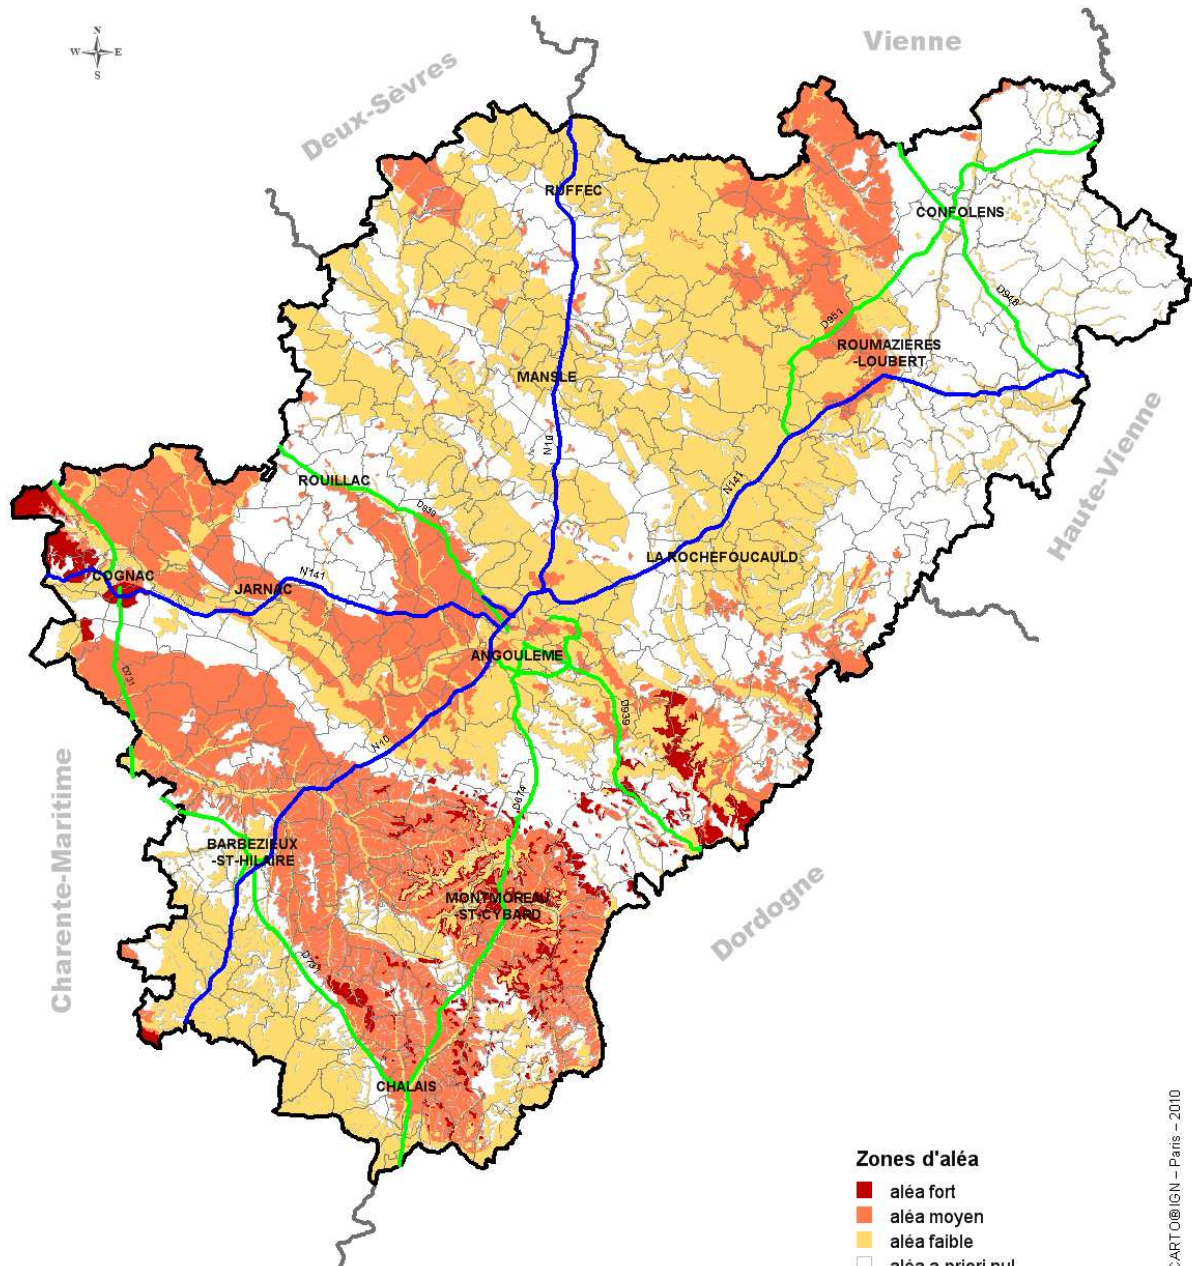 N
W E
S
Vienne
Deux-Sèvres
RUFFEC
CONFOLENS
D948
D951
ROUMAZIÈRES
-LOUBERT
MANSLE
Haute-Vienne
N10
ROUILLAC
D939
N141
LA ROCHEFOUCAULD
COGNAC
N141
JARNAC
ANGOULEME
D731
D939
N10
Charente-Maritime
D674
BARBEZIEUX
-ST-HILAIRE
MONTMOREAU
-ST-CYBARD
Dordogne
D731
CHALAIS
Zones d'aléa
aléa fort
aléa moyen
aléa faible
aléa a priori nul
CARTO®IGN – Paris – 2010